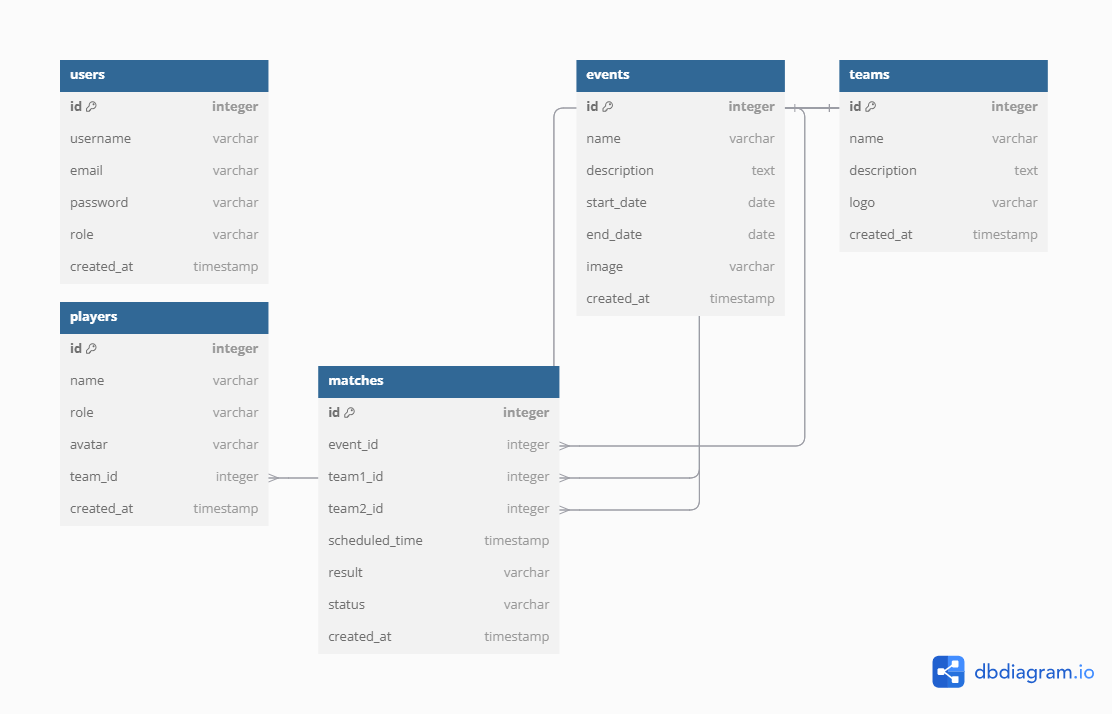 users
id integer
username varchar
email varchar
password varchar
role varchar
created_at timestamp
players
id integer
name varchar
role varchar
avatar varchar
team_id integer
created_at timestamp
matches
id integer
event_id integer
team1_id integer
team2_id integer
scheduled_time timestamp
result varchar
status varchar
created_at timestamp
events
id integer
name varchar
description text
start_date date
end_date date
image varchar
created_at timestamp
teams
id integer
name varchar
description text
logo varchar
created_at timestamp
dbdiagram.io